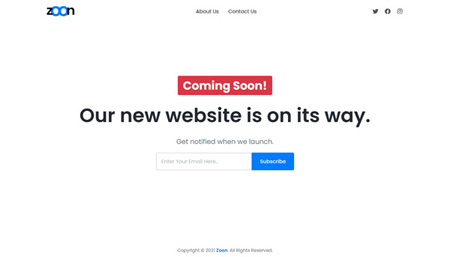 zoon
About Us Contact Us
Coming Soon!
Our new website is on its way.
Get notified when we launch.
Enter Your Email Here..
Subscribe
Copyright © 2021 Zoon. All Rights Reserved.